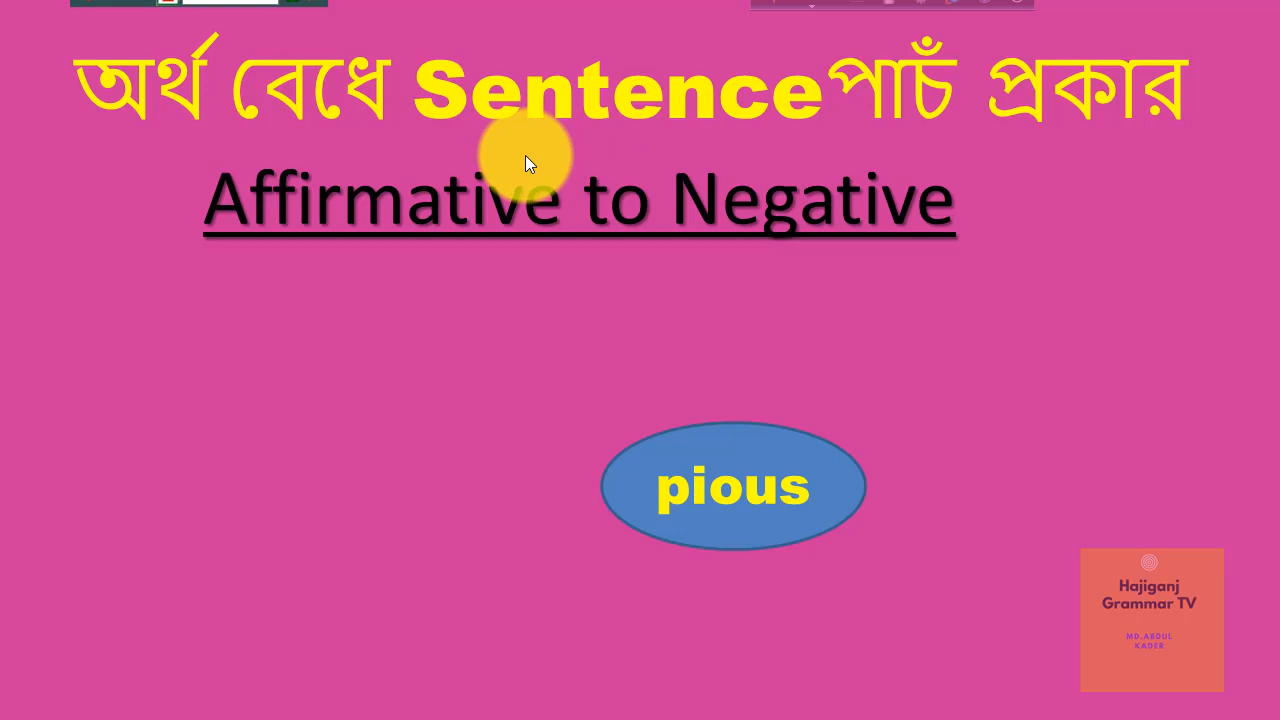 অর্থ বেধে Sentence পাচঁ প্রকার
Affirmative to Negative
pious
Hajiganj
Grammar TV
MD.ABDUL
KADER